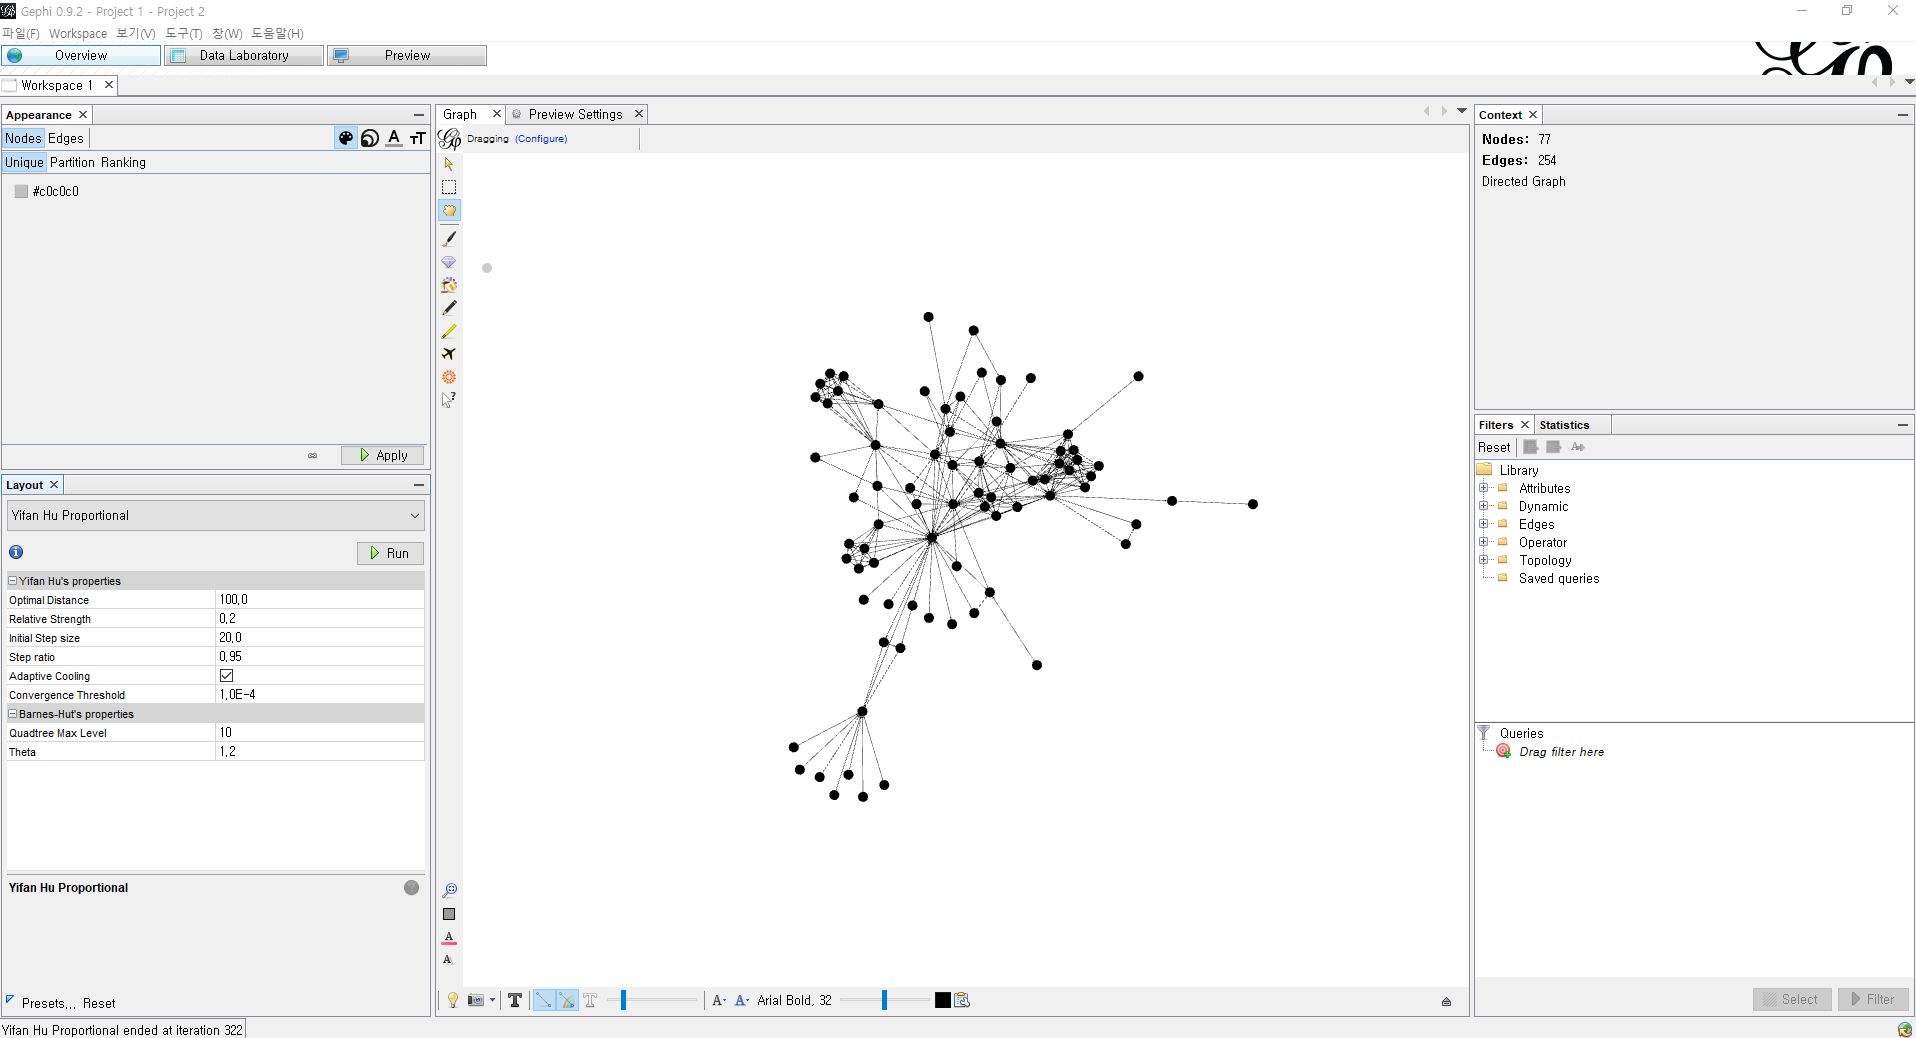 Gephi 0.9.2 - Project 1 - Project 2
파일(F) Workspace 보기(V) 도구(T) 창(W) 도움말(H)
Overview Data Laboratory Preview
Workspace 1
Appearance
Nodes Edges
Unique Partition Ranking
#c0c0c0
Apply
Layout
Yifan Hu Proportional
Run
Yifan Hu's properties
Optimal Distance 100,0
Relative Strength 0,2
Initial Step size 20,0
Step ratio 0,95
Adaptive Cooling
Convergence Threshold 1,0E-4
Barnes-Hut's properties
Quadtree Max Level 10
Theta 1,2
Yifan Hu Proportional
Presets... Reset
Yifan Hu Proportional ended at iteration 322
Graph Preview Settings
Dragging (Configure)
Arial Bold, 32
Context
Nodes: 77
Edges: 254
Directed Graph
Filters Statistics
Reset
Library
Attributes
Dynamic
Edges
Operator
Topology
Saved queries
Queries
Drag filter here
Select Filter